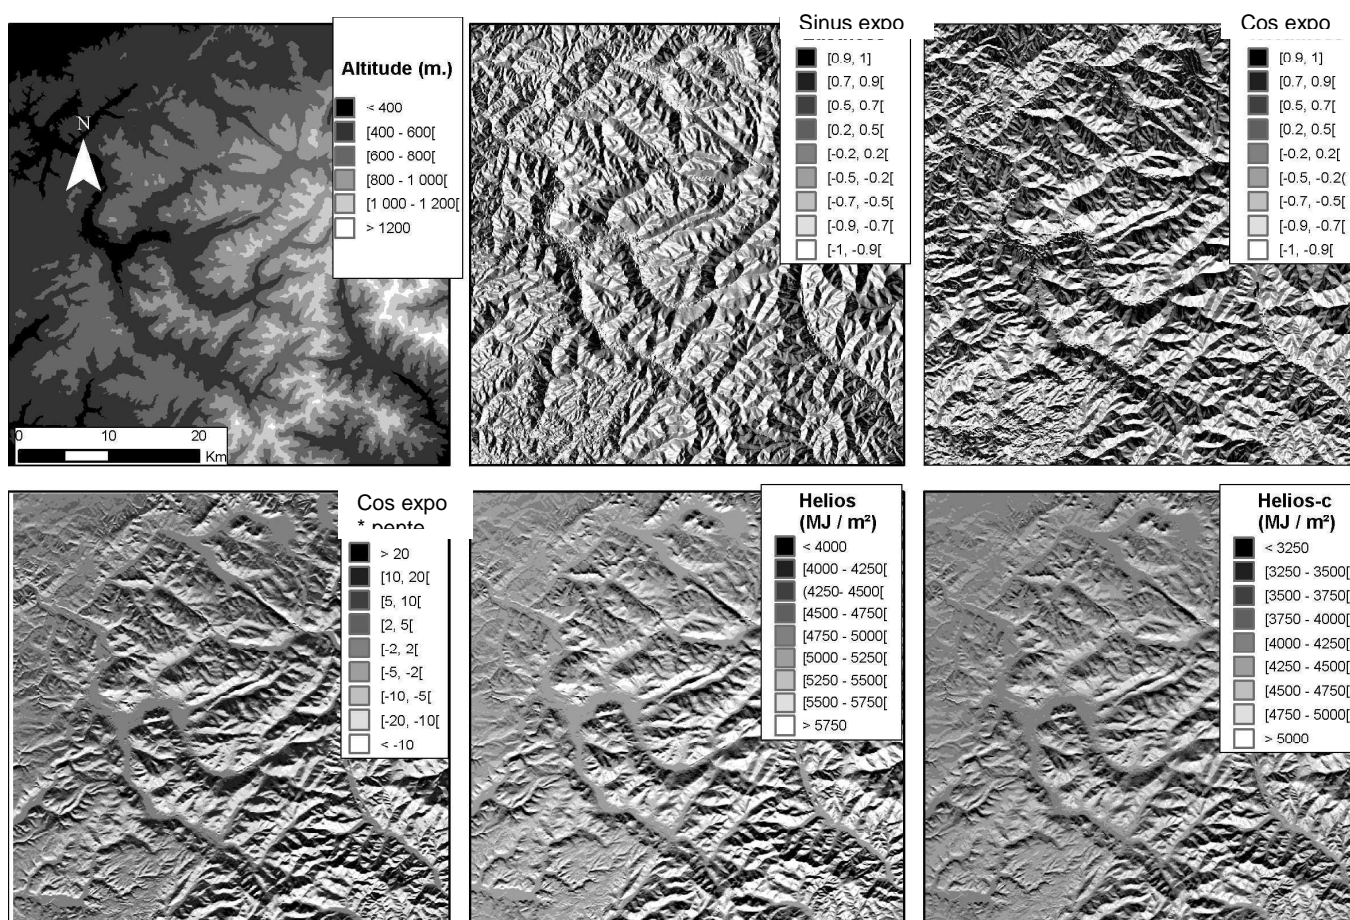 Altitude (m.)
< 400
[400 - 600[
[600 - 800[
[800 - 1 000[
[1 000 - 1 200[
> 1200
N
0 10 20
Km
Sinus expo
[0.9, 1]
[0.7, 0.9[
[0.5, 0.7[
[0.2, 0.5[
[-0.2, 0.2[
[-0.5, -0.2[
[-0.7, -0.5[
[-0.9, -0.7[
[-1, -0.9[
Cos expo
[0.9, 1]
[0.7, 0.9[
[0.5, 0.7[
[0.2, 0.5[
[-0.2, 0.2[
[-0.5, -0.2(
[-0.7, -0.5[
[-0.9, -0.7[
[-1, -0.9[
Cos expo
* pente
> 20
[10, 20[
[5, 10[
[2, 5[
[-2, 2[
[-5, -2[
[-10, -5[
[-20, -10[
< -10
Helios
(MJ / m²)
< 4000
[4000 - 4250[
(4250- 4500[
[4500 - 4750[
[4750 - 5000[
[5000 - 5250[
[5250 - 5500[
[5500 - 5750[
> 5750
Helios-c
(MJ / m²)
< 3250
[3250 - 3500[
[3500 - 3750[
[3750 - 4000[
[4000 - 4250[
[4250 - 4500[
[4500 - 4750[
[4750 - 5000[
> 5000